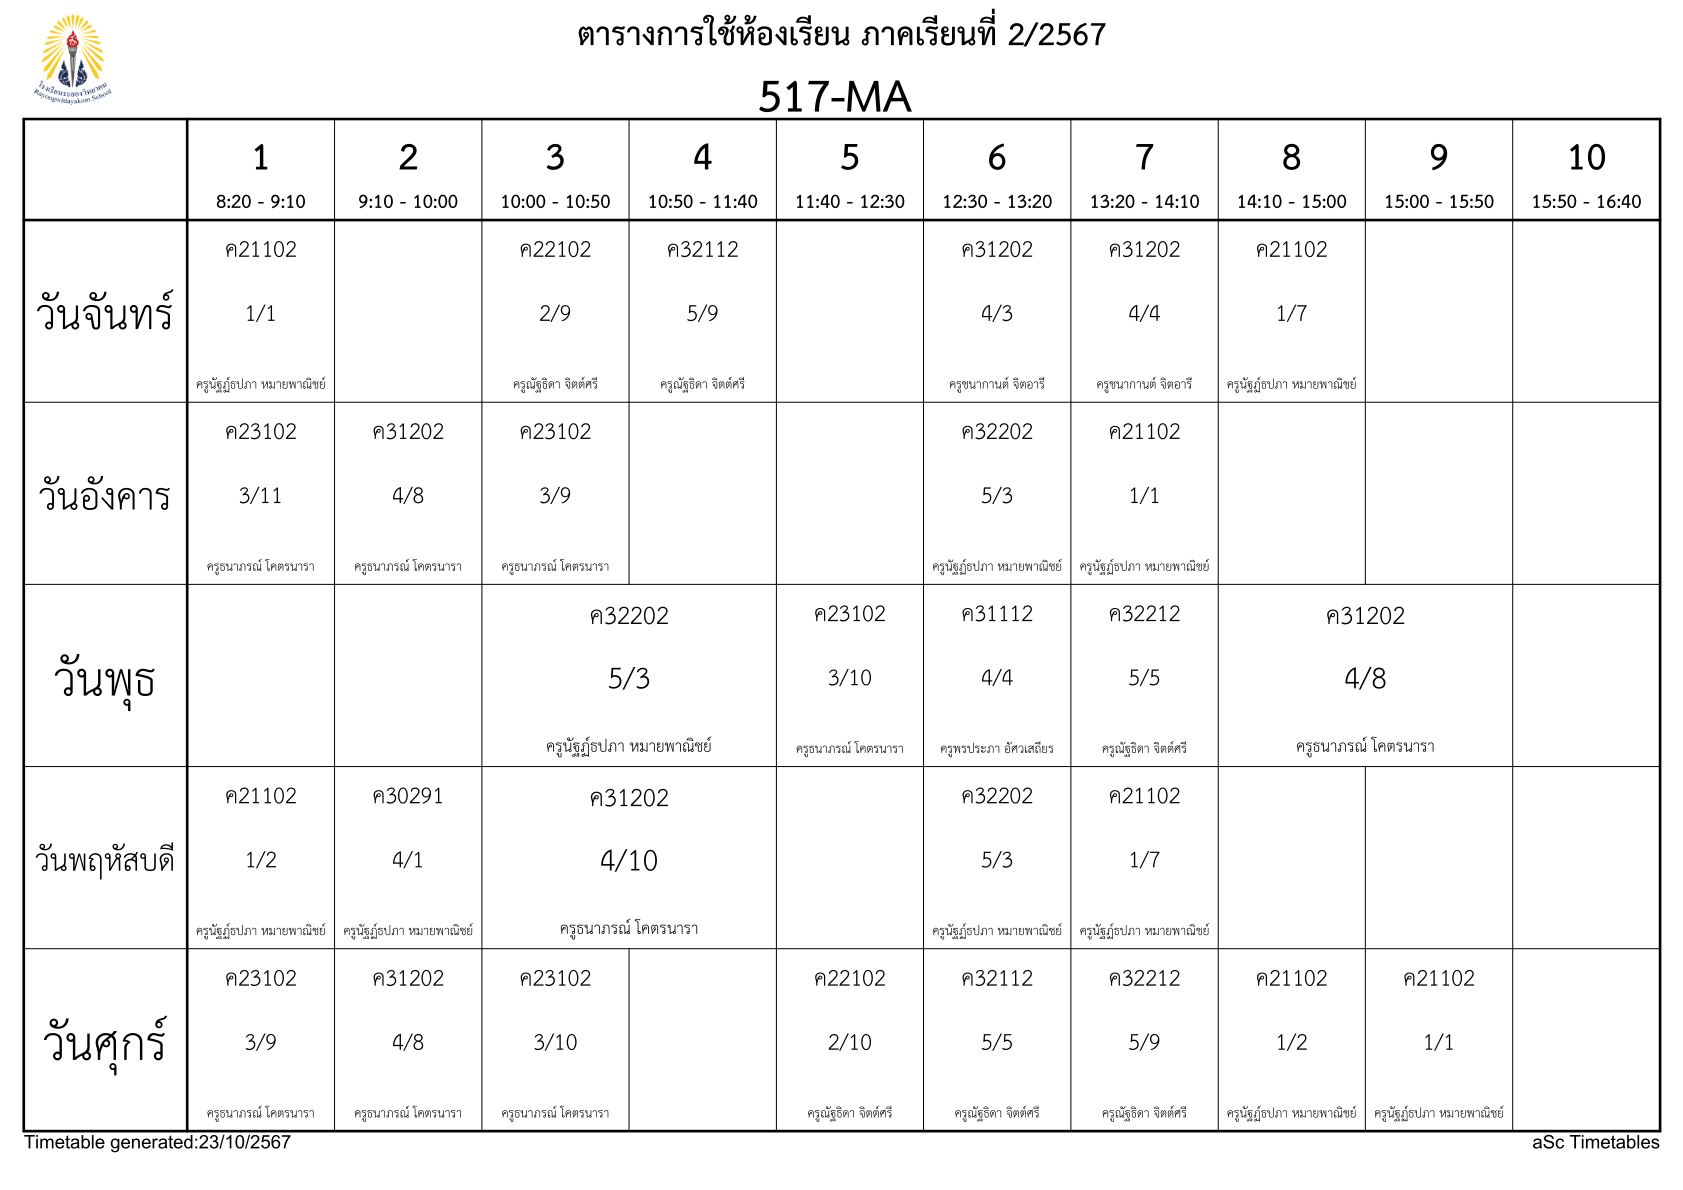 ตารางการใช้ห้องเรียน ภาคเรียนที่ 2/2567
โรงเรียนระยองวิทยาคม
Rayongwittayakom School
517-MA
1 2 3 4 5 6 7 8 9 10
8:20 - 9:10 9:10 - 10:00 10:00 - 10:50 10:50 - 11:40 11:40 - 12:30 12:30 - 13:20 13:20 - 14:10 14:10 - 15:00 15:00 - 15:50 15:50 - 16:40
ค21102 ค22102 ค32112 ค31202 ค31202 ค21102
วันจันทร์ 1/1 2/9 5/9 4/3 4/4 1/7
ครูนัฐฏ์ธปภา หมายพาณิชย์ ครูณัฐธิดา จิตต์ศรี ครูณัฐธิดา จิตต์ศรี ครูชนากานต์ จิตอารี ครูชนากานต์ จิตอารี ครูนัฐฏ์ธปภา หมายพาณิชย์
ค23102 ค31202 ค23102 ค32202 ค21102
วันอังคาร 3/11 4/8 3/9 5/3 1/1
ครูธนาภรณ์ โคตรนารา ครูธนาภรณ์ โคตรนารา ครูธนาภรณ์ โคตรนารา ครูนัฐฏ์ธปภา หมายพาณิชย์ ครูนัฐฏ์ธปภา หมายพาณิชย์
ค32202 ค23102 ค31112 ค32212 ค31202
วันพุธ 5/3 3/10 4/4 5/5 4/8
ครูนัฐฏ์ธปภา หมายพาณิชย์ ครูธนาภรณ์ โคตรนารา ครูพรประภา อัศวเสถียร ครูณัฐธิดา จิตต์ศรี ครูธนาภรณ์ โคตรนารา
ค21102 ค30291 ค31202 ค32202 ค21102
วันพฤหัสบดี 1/2 4/1 4/10 5/3 1/7
ครูนัฐฏ์ธปภา หมายพาณิชย์ ครูนัฐฏ์ธปภา หมายพาณิชย์ ครูธนาภรณ์ โคตรนารา ครูนัฐฏ์ธปภา หมายพาณิชย์ ครูนัฐฏ์ธปภา หมายพาณิชย์
ค23102 ค31202 ค23102 ค22102 ค32112 ค32212 ค21102 ค21102
วันศุกร์ 3/9 4/8 3/10 2/10 5/5 5/9 1/2 1/1
ครูธนาภรณ์ โคตรนารา ครูธนาภรณ์ โคตรนารา ครูธนาภรณ์ โคตรนารา ครูณัฐธิดา จิตต์ศรี ครูณัฐธิดา จิตต์ศรี ครูณัฐธิดา จิตต์ศรี ครูนัฐฏ์ธปภา หมายพาณิชย์ ครูนัฐฏ์ธปภา หมายพาณิชย์
Timetable generated:23/10/2567 aSc Timetables